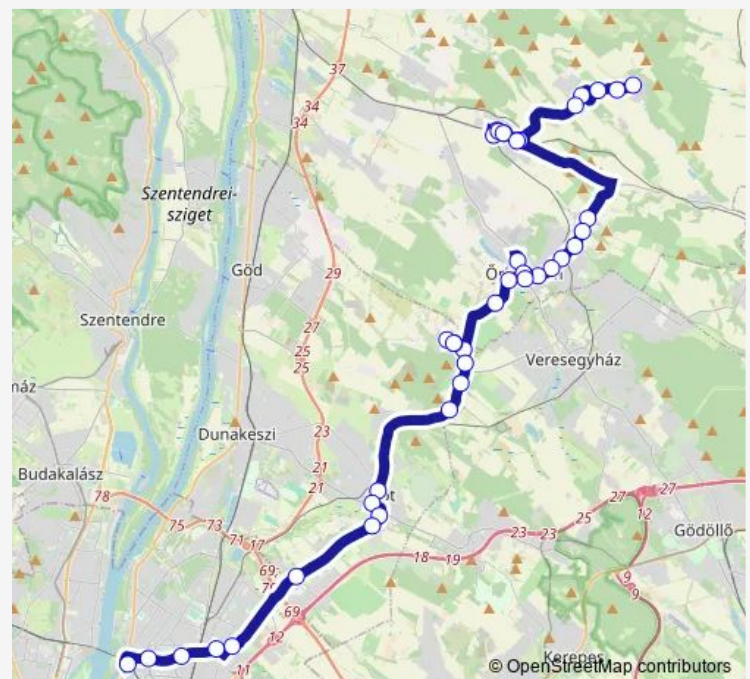 37
34
34
Szentendrei-
sziget
Göd
29
Szentendre
27
25
25
Veresegyház
23
Dunakeszi
21
21
Budakalász
78
75
73
71
17
69
18
19
23
23
25
27
27
12
Gödöllő
9
9
69
12
11
Kerepes
© OpenStreetMap contributors